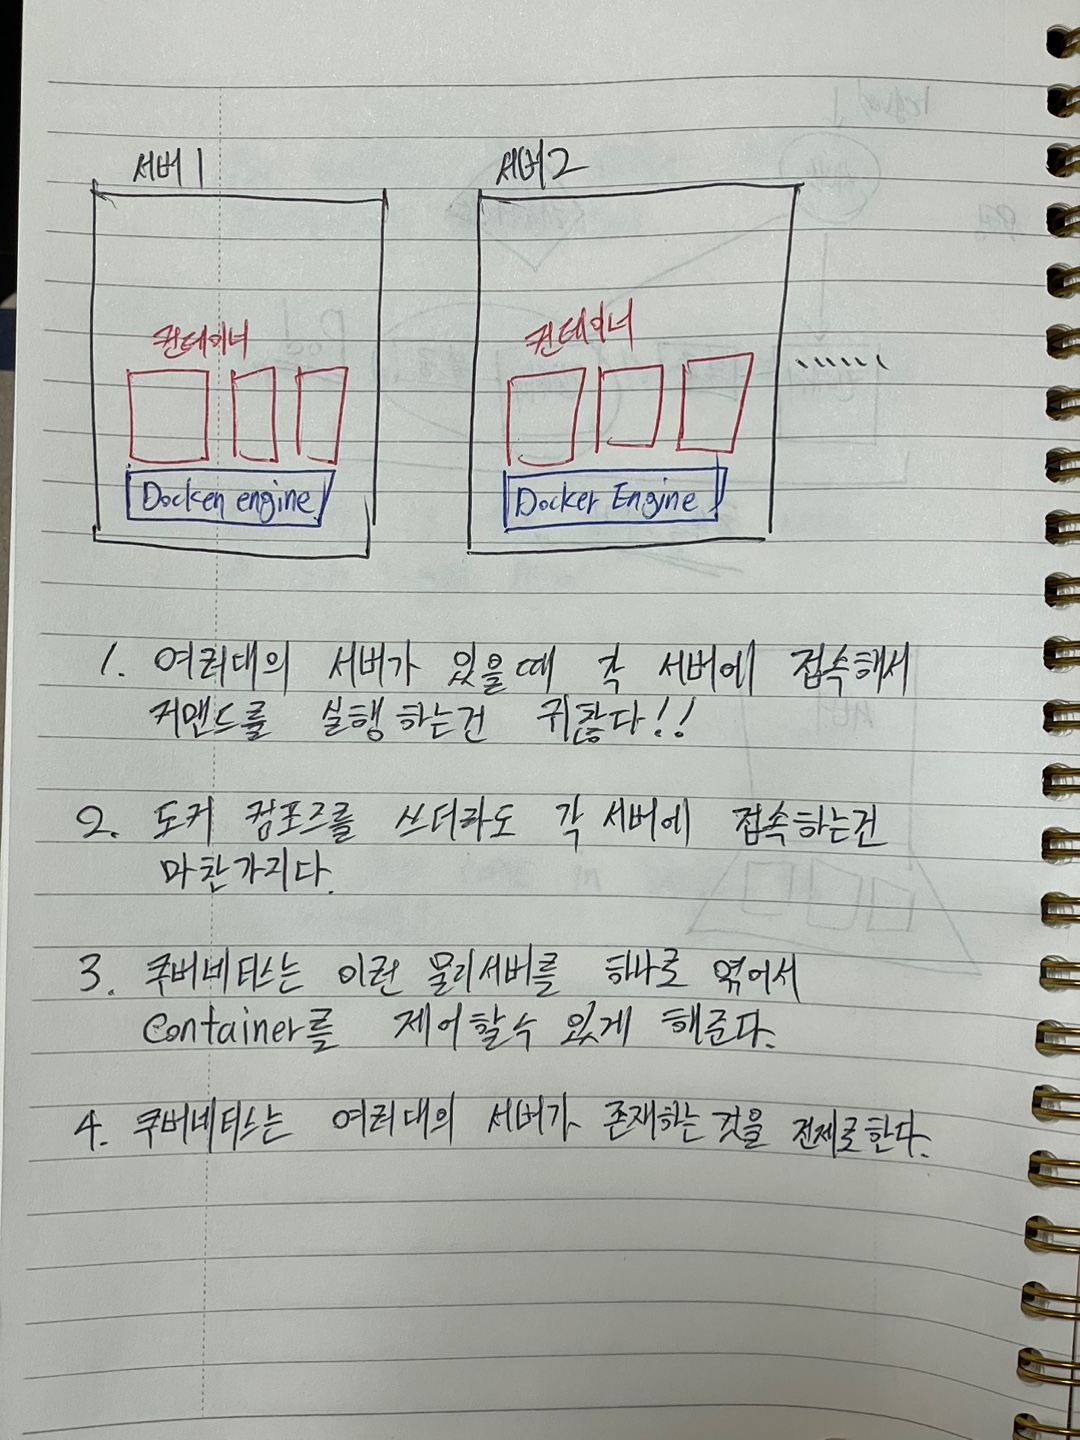 서버1
서버2
컨테이너
컨테이너
Docken engine
Docker Engine
1. 여러대의 서버가 있을때 각 서버에 접속해서
커맨드를 실행하는건 귀찮다!!
2. 도커 컴포즈를 쓰더라도 각 서버에 접속하는건
마찬가지다.
3. 쿠버네티스는 이런 물리서버를 하나로 엮어서
Container를 제어할수 있게 해준다.
4. 쿠버네티스는 여러대의 서버가 존재하는 것을 전제로한다.